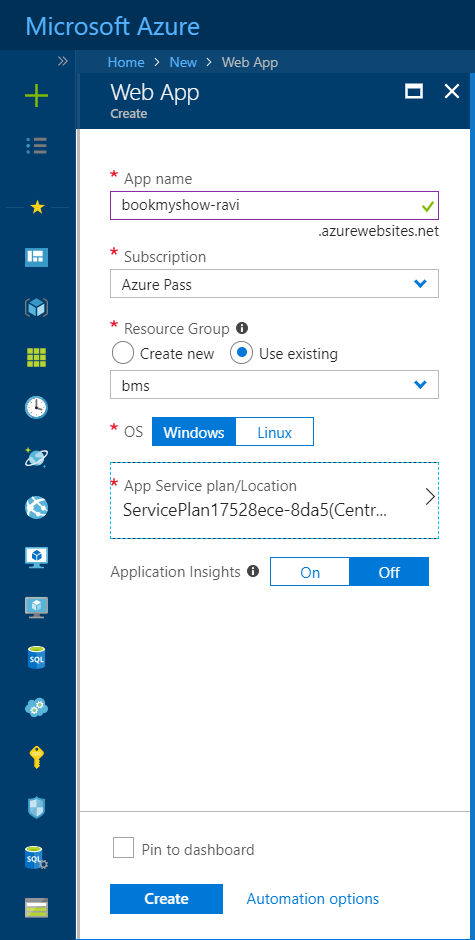 Microsoft Azure
» Home > New > Web App
Web App
Create
* App name
bookmyshow-ravi
.azurewebsites.net
* Subscription
Azure Pass
* Resource Group
Create new Use existing
bms
* OS Windows Linux
* App Service plan/Location
ServicePlan17528ece-8da5(Centr...
Application Insights On Off
SQL
SQL
Pin to dashboard
Create Automation options